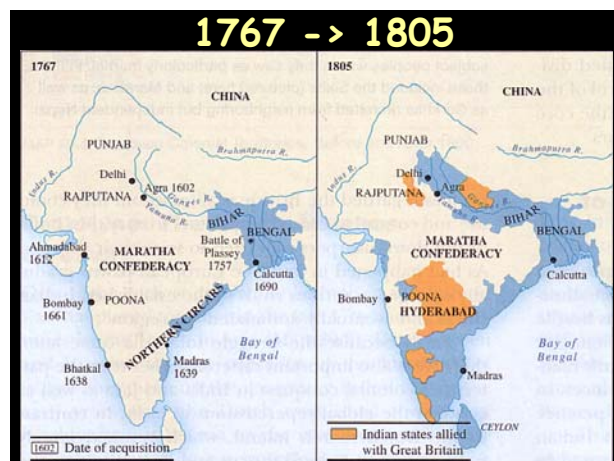 1767 -> 1805
1767
CHINA
PUNJAB
Indus R.
Brahmaputra R.
Delhi
Agra 1602
RAJPUTANA
Ganges R.
Yamuna R.
BIHAR
BENGAL
Ahmadabad
1612
MARATHA
CONFEDERACY
Battle of
Plassey
1757
Calcutta
1690
Bombay
1661
POONA
NORTHERN CIRCARS
Bay of
Bengal
Bhatkal
1638
Madras
1639
1602 Date of acquisition
1805
CHINA
PUNJAB
Indus R.
Brahmaputra R.
Delhi
Agra
RAJPUTANA
BIHAR
BENGAL
MARATHA
CONFEDERACY
Calcutta
Bombay
POONA
HYDERABAD
Bay of
Bengal
Madras
CEYLON
Indian states allied
with Great Britain